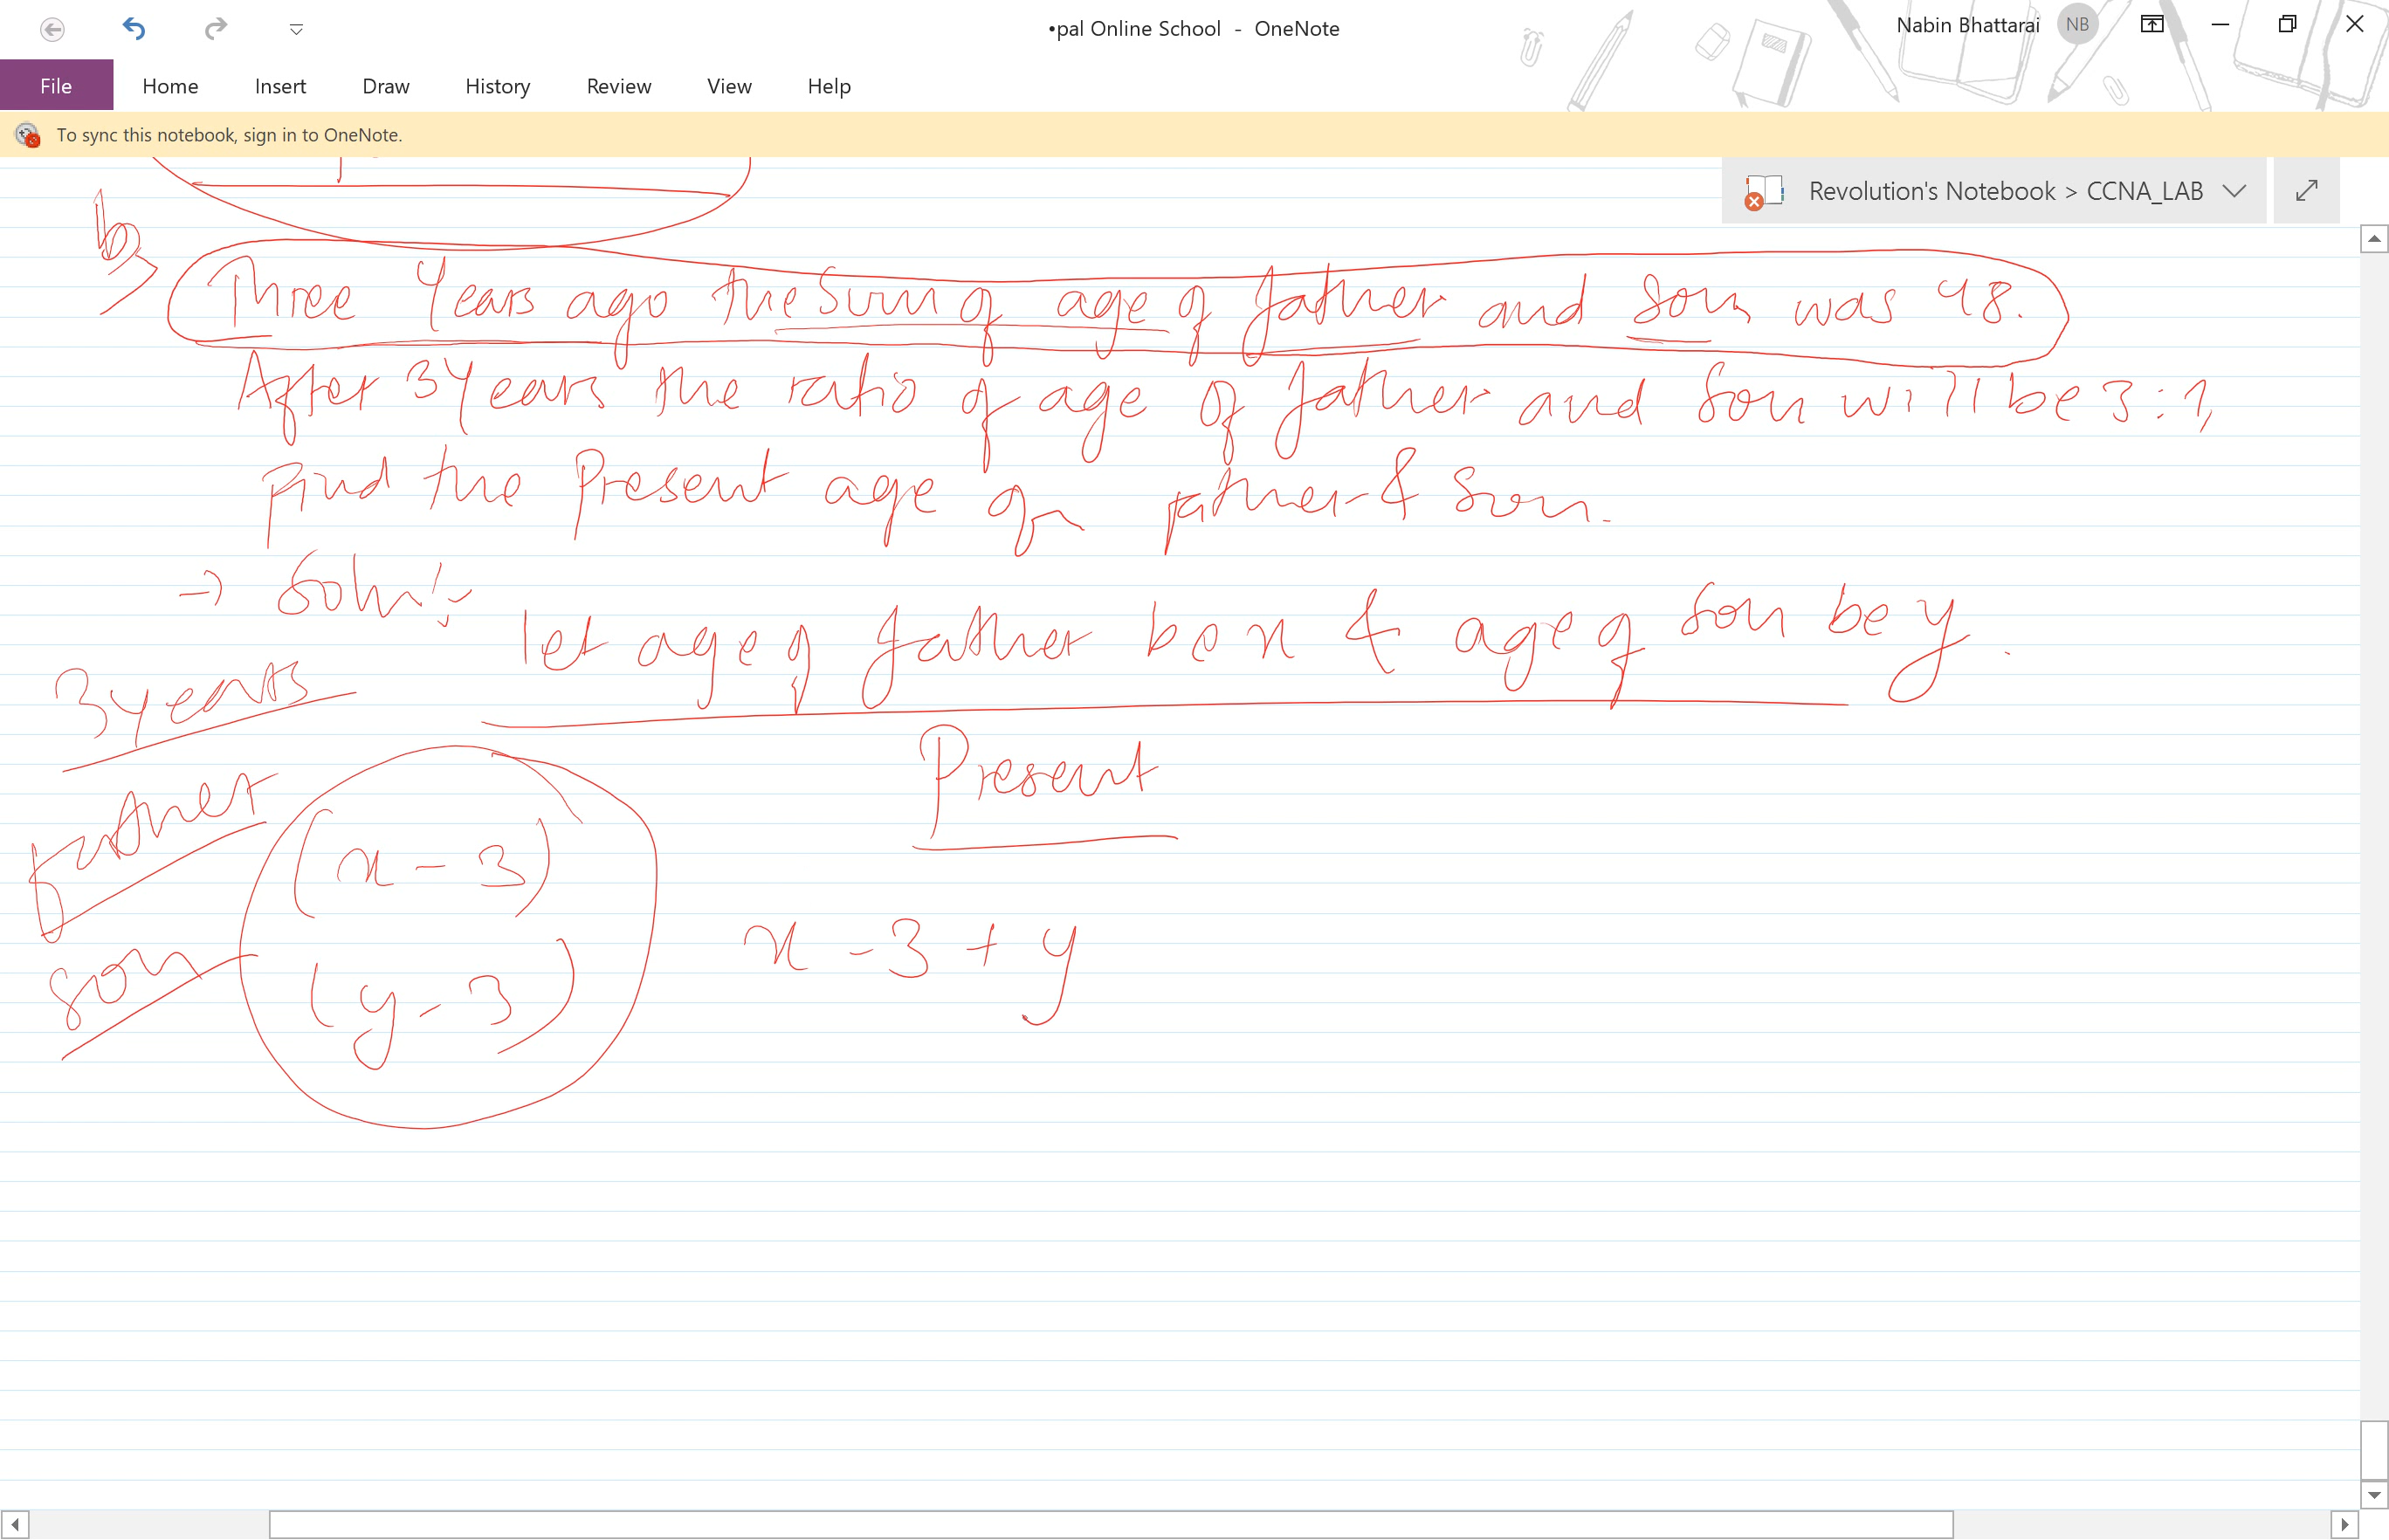 •pal Online School - OneNote
Nabin Bhattarai NB
File Home Insert Draw History Review View Help
To sync this notebook, sign in to OneNote.
Revolution's Notebook > CCNA_LAB
b)
Three Years ago the Sum of age of father and Son was 48.
After 3 Years the ratio of age of father and Son will be 3:1,
Find the Present age of father & Son.
→ Soln:-
let age of father be x & age of son be y.
3 years
Present
father (x-3)
x - 3 + y
son (y-3)